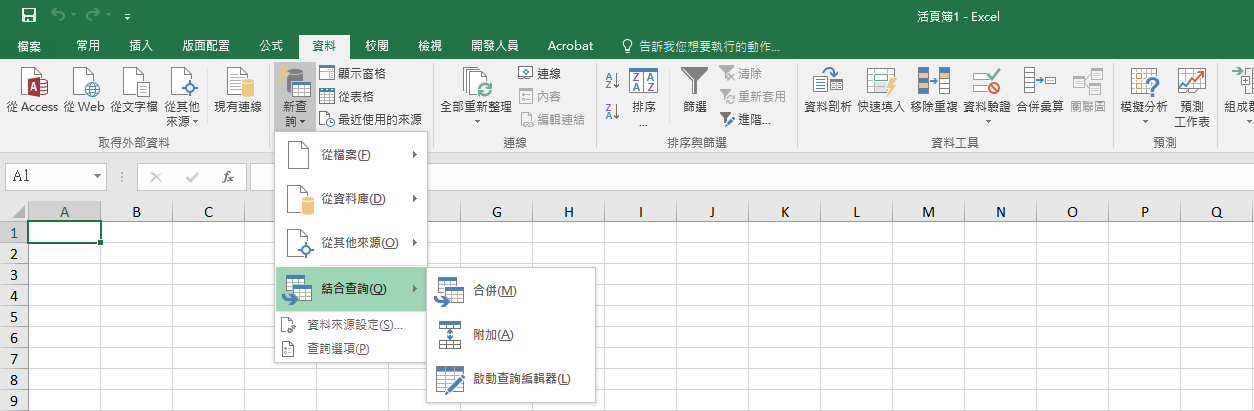 活頁簿1 - Excel
檔案 常用 插入 版面配置 公式 資料 校閱 檢視 開發人員 Acrobat 告訴我您想要執行的動作...
從 Access 從 Web 從文字檔 從其他來源 現有連線
取得外部資料
新查詢
顯示窗格
從表格
最近使用的來源
全部重新整理
連線
內容
編輯連結
連線
排序...
篩選
清除
重新套用
進階...
排序與篩選
資料剖析 快速填入 移除重複 資料驗證 合併彙算 關聯圖
資料工具
模擬分析 預測工作表
預測
組成群
A1
fx
從檔案(F)
從資料庫(D)
從其他來源(O)
結合查詢(Q)
資料來源設定(S)...
查詢選項(P)
合併(M)
附加(A)
啟動查詢編輯器(L)
A B C G H I J K L M N O P Q
1
2
3
4
5
6
7
8
9